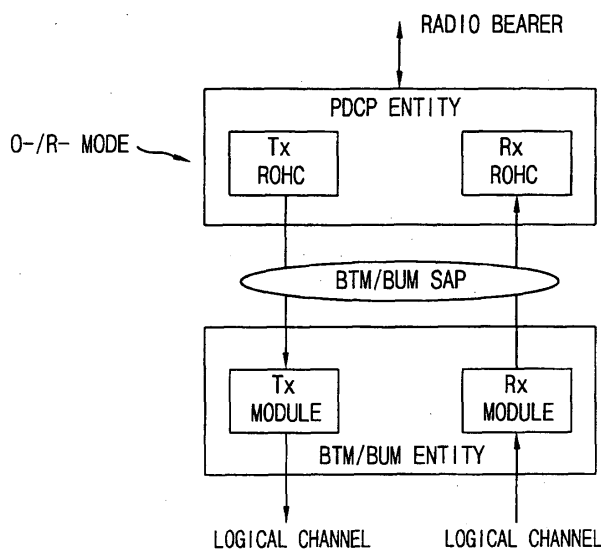 RADIO BEARER
PDCP ENTITY
O-/R- MODE
Tx
ROHC
Rx
ROHC
BTM/BUM SAP
Tx
MODULE
Rx
MODULE
BTM/BUM ENTITY
LOGICAL CHANNEL
LOGICAL CHANNEL